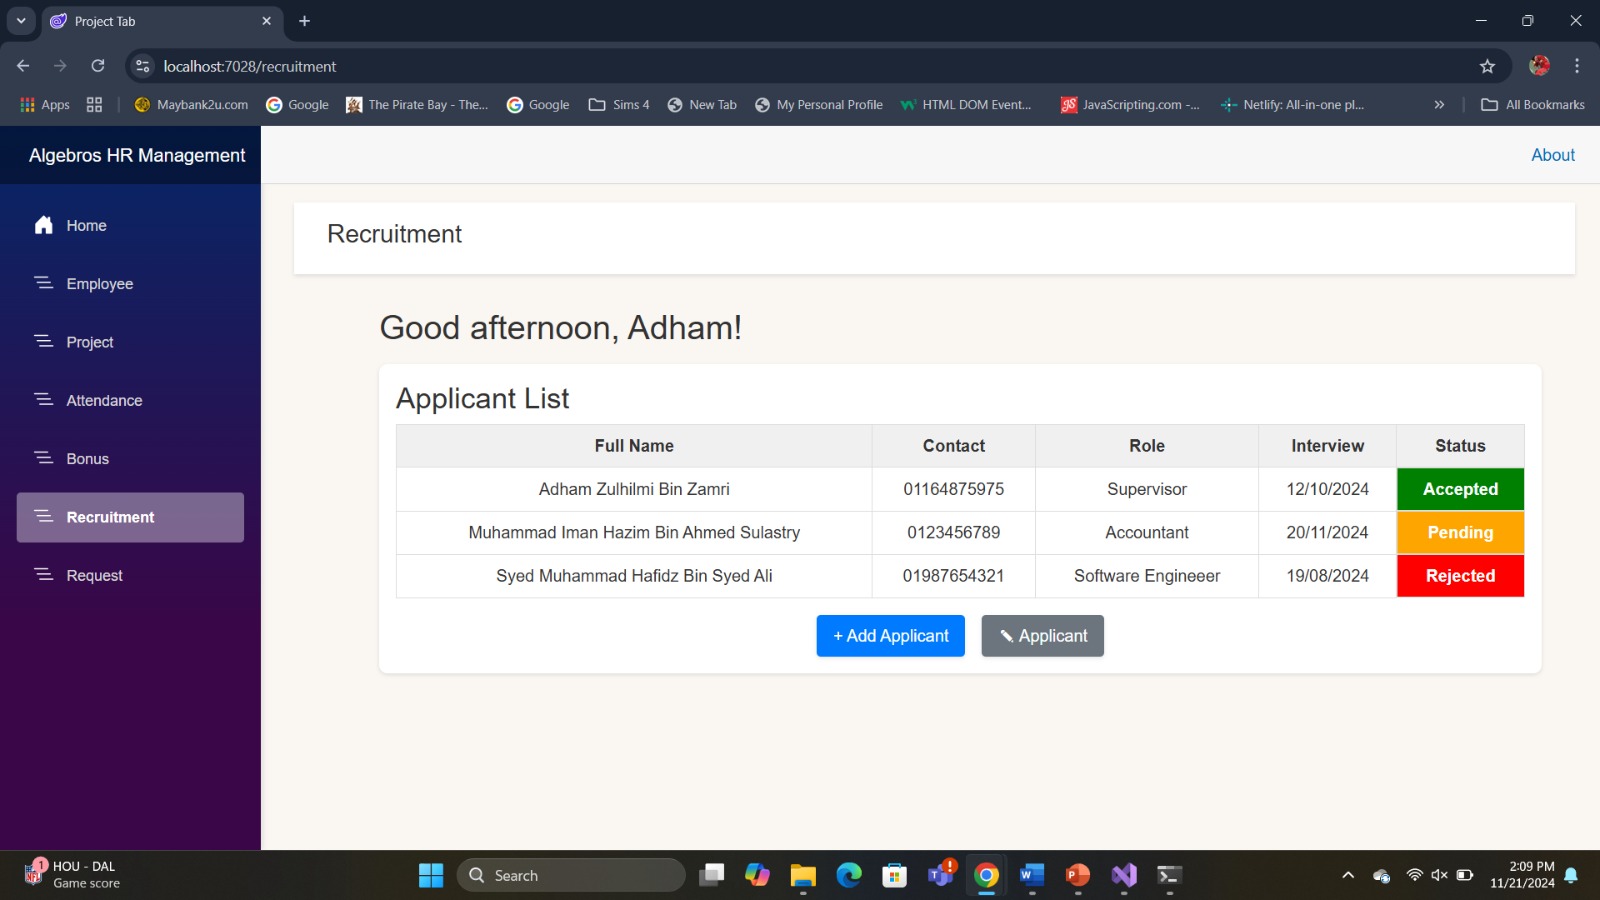 Project Tab
localhost:7028/recruitment
Apps Maybank2u.com Google The Pirate Bay - The... Google Sims 4 New Tab My Personal Profile HTML DOM Event... JavaScripting.com -... Netlify: All-in-one pl... » All Bookmarks
Algebros HR Management
About
Home
Employee
Project
Attendance
Bonus
Recruitment
Request
Recruitment
Good afternoon, Adham!
Applicant List
Full Name Contact Role Interview Status
Adham Zulhilmi Bin Zamri 01164875975 Supervisor 12/10/2024 Accepted
Muhammad Iman Hazim Bin Ahmed Sulastry 0123456789 Accountant 20/11/2024 Pending
Syed Muhammad Hafidz Bin Syed Ali 01987654321 Software Engineeer 19/08/2024 Rejected
+ Add Applicant ✎ Applicant
1 HOU - DAL
Game score
Search
2:09 PM
11/21/2024